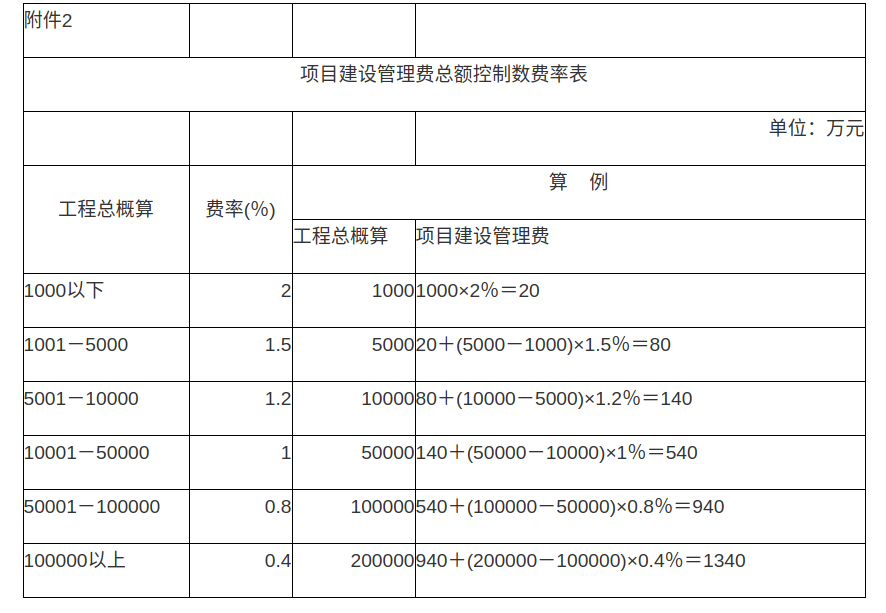 附件2
项目建设管理费总额控制数费率表
单位：万元
工程总概算 费率(%) 算 例
工程总概算 项目建设管理费
1000以下 2 1000 1000×2%＝20
1001－5000 1.5 5000 20＋(5000－1000)×1.5%＝80
5001－10000 1.2 10000 80＋(10000－5000)×1.2%＝140
10001－50000 1 50000 140＋(50000－10000)×1%＝540
50001－100000 0.8 100000 540＋(100000－50000)×0.8%＝940
100000以上 0.4 200000 940＋(200000－100000)×0.4%＝1340